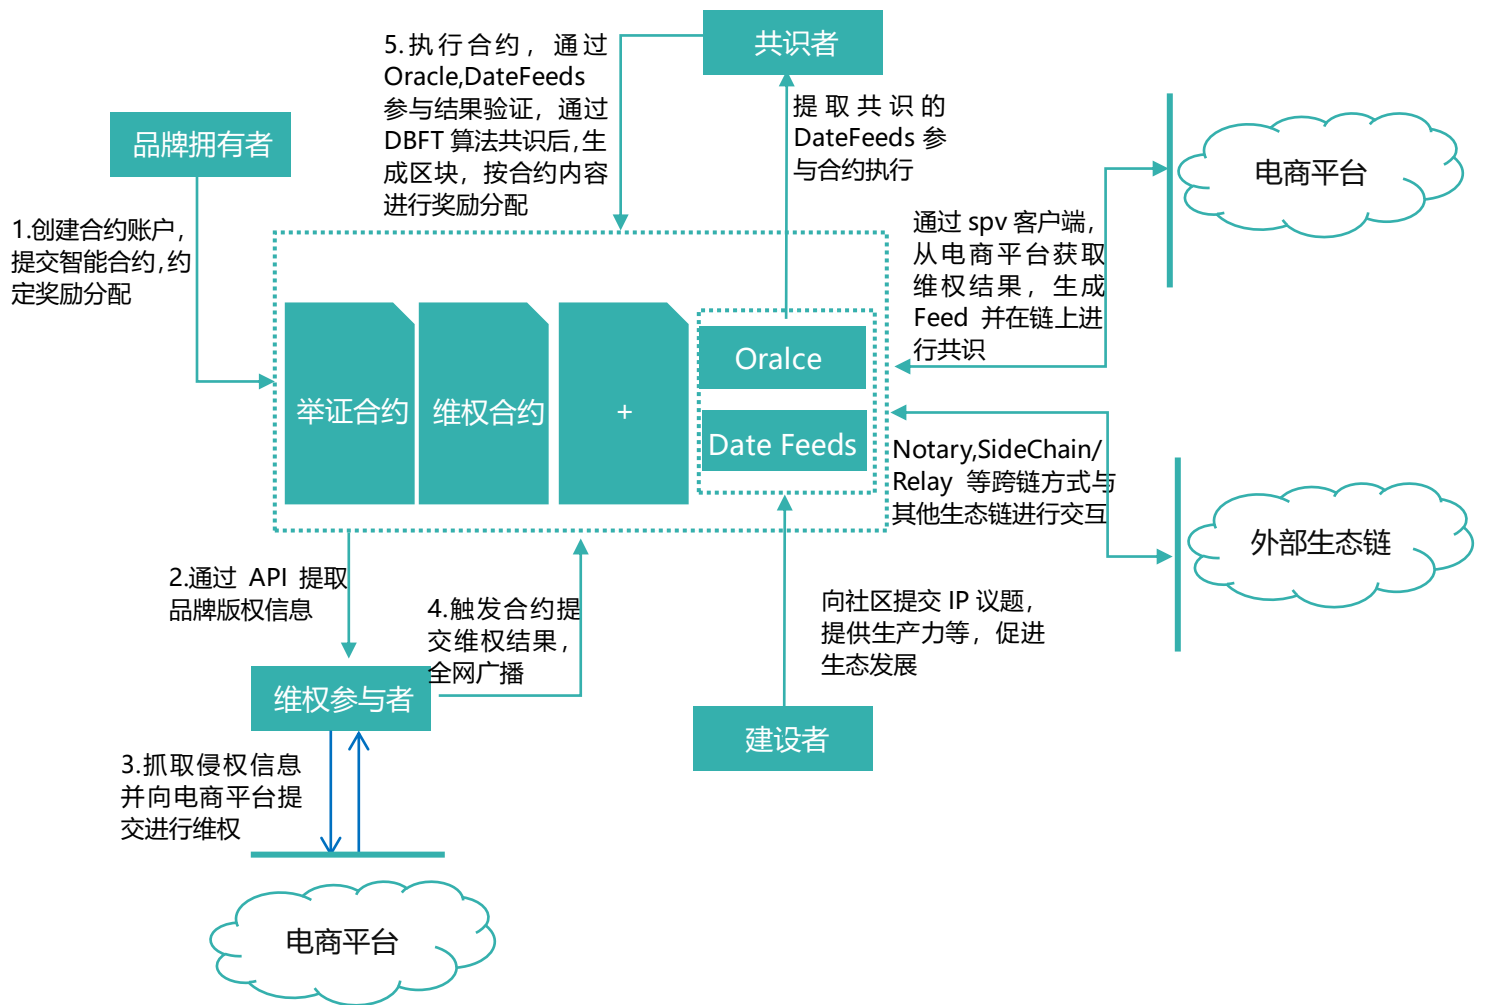 共识者
5.执行合约，通过
Oracle,DateFeeds
参与结果验证，通过
DBFT 算法共识后,生
成区块，按合约内容
进行奖励分配
提取共识的
DateFeeds 参
与合约执行
品牌拥有者
电商平台
1.创建合约账户，
提交智能合约,约
定奖励分配
通过 spv 客户端，
从电商平台获取
维权结果，生成
Feed 并在链上进
行共识
举证合约
维权合约
+
Oralce
Date Feeds
Notary,SideChain/
Relay 等跨链方式与
其他生态链进行交互
外部生态链
2.通过 API 提取
品牌版权信息
4.触发合约提
交维权结果，
全网广播
向社区提交 IP 议题，
提供生产力等，促进
生态发展
维权参与者
建设者
3.抓取侵权信息
并向电商平台提
交进行维权
电商平台